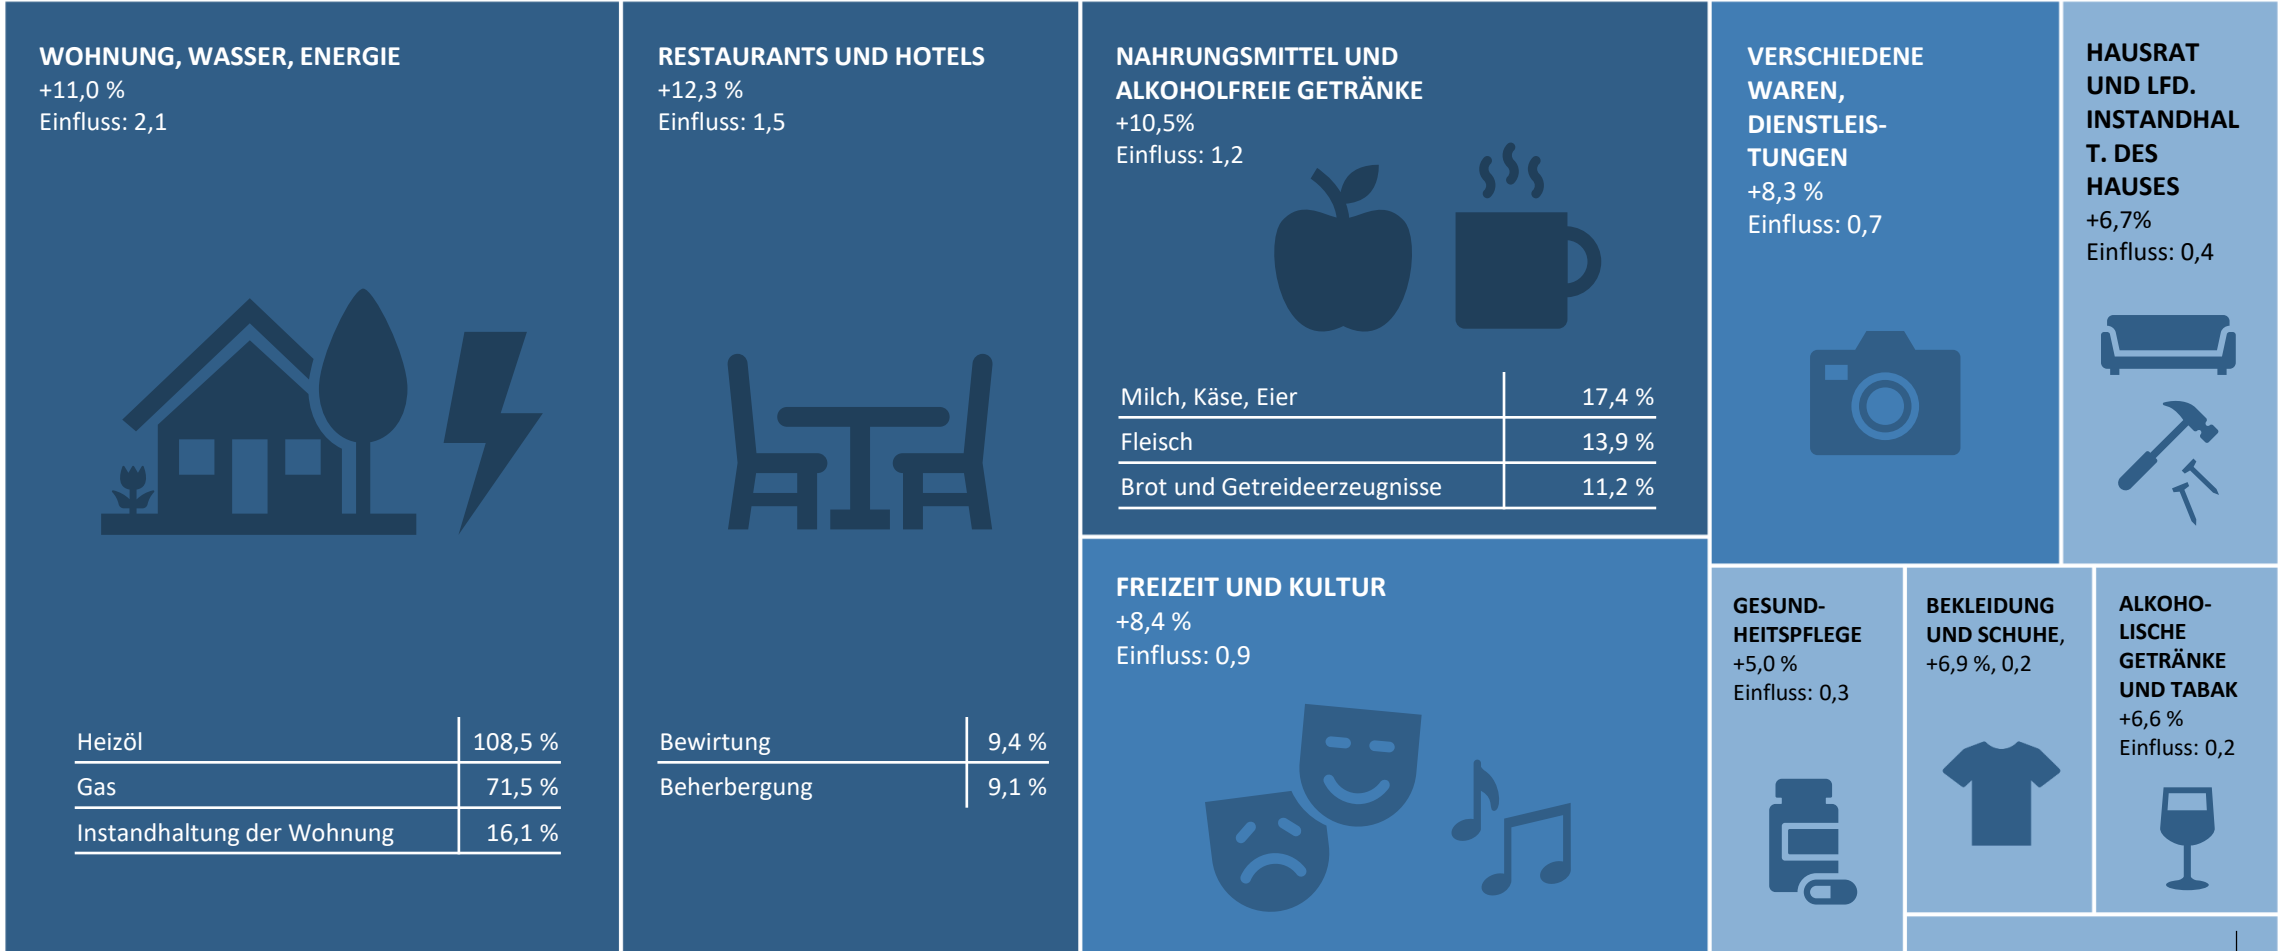 WOHNUNG, WASSER, ENERGIE
+11,0 %
Einfluss: 2,1
Heizöl 108,5 %
Gas 71,5 %
Instandhaltung der Wohnung 16,1 %
RESTAURANTS UND HOTELS
+12,3 %
Einfluss: 1,5
Bewirtung 9,4 %
Beherbergung 9,1 %
NAHRUNGSMITTEL UND
ALKOHOLFREIE GETRÄNKE
+10,5%
Einfluss: 1,2
Milch, Käse, Eier 17,4 %
Fleisch 13,9 %
Brot und Getreideerzeugnisse 11,2 %
FREIZEIT UND KULTUR
+8,4 %
Einfluss: 0,9
VERSCHIEDENE
WAREN,
DIENSTLEIS-
TUNGEN
+8,3 %
Einfluss: 0,7
HAUSRAT
UND LFD.
INSTANDHAL
T. DES
HAUSES
+6,7%
Einfluss: 0,4
GESUND-
HEITSPFLEGE
+5,0 %
Einfluss: 0,3
BEKLEIDUNG
UND SCHUHE,
+6,9 %, 0,2
ALKOHO-
LISCHE
GETRÄNKE
UND TABAK
+6,6 %
Einfluss: 0,2